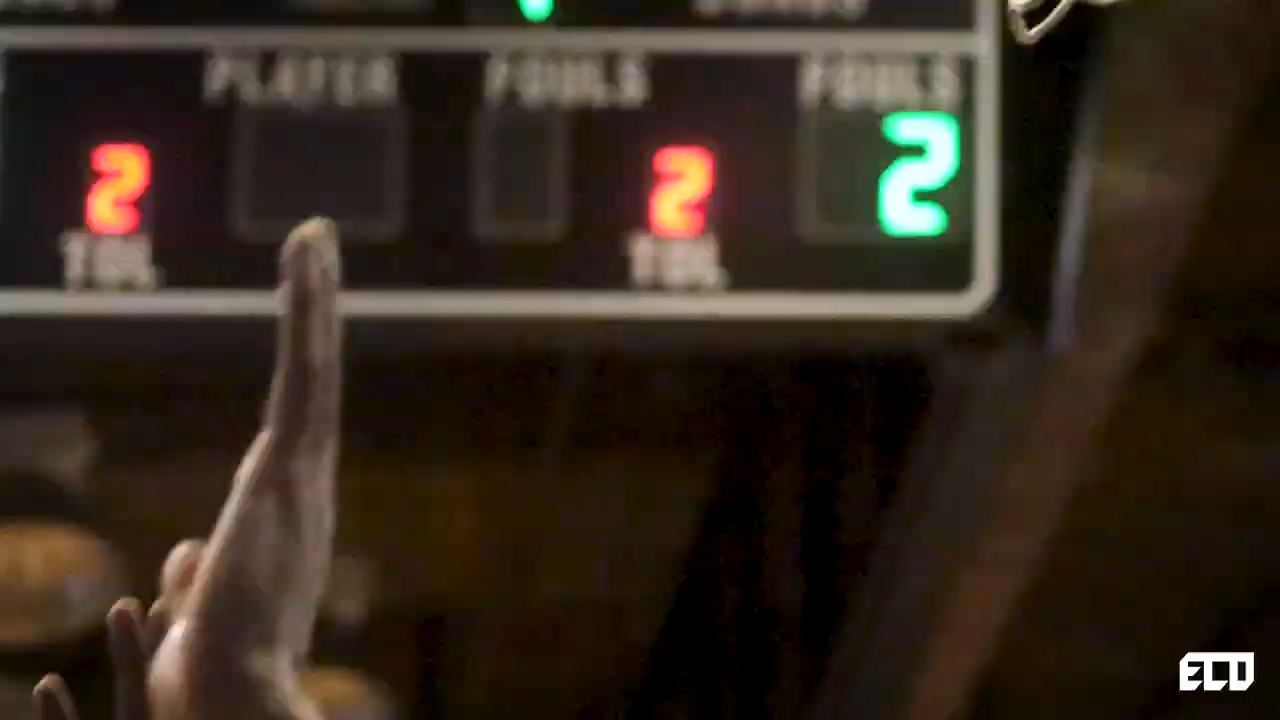 PLAYER FOULS FOULS
2 2 2
T.O.L. T.O.L.
ECD